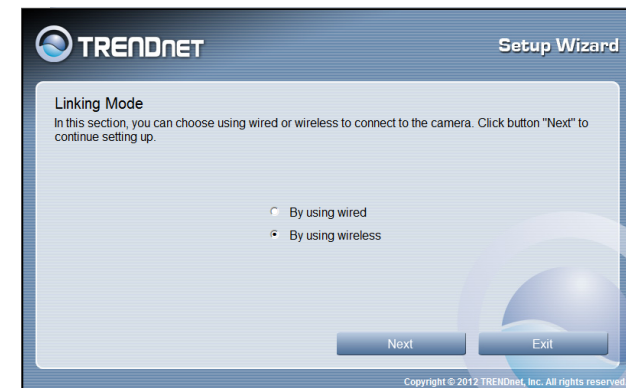 TRENDNET
Setup Wizard
Linking Mode
In this section, you can choose using wired or wireless to connect to the camera. Click button "Next" to
continue setting up.
By using wired
By using wireless
Next
Exit
Copyright © 2012 TRENDnet, Inc. All rights reserved